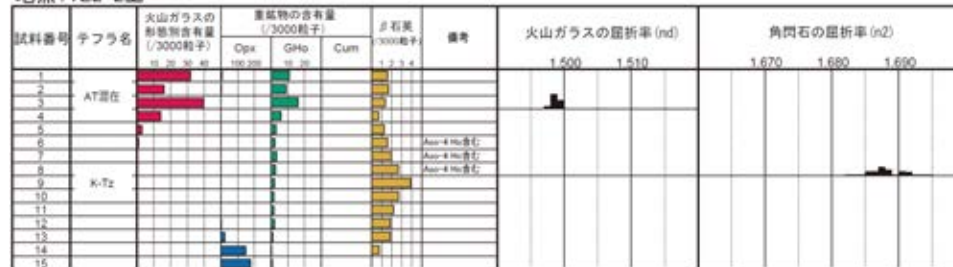 試料番号 テフラ名 火山ガラスの形態別含有量(/3000粒子) 重鉱物の含有量(/3000粒子) β石英(/3000粒子) 備考 火山ガラスの屈折率(nd) 角閃石の屈折率(n2)
Opx GHo Cum
10 20 30 40 100 200 10 20 1 2 3 4 1.500 1.510 1.670 1.680 1.690
1
2
AT混在
3
4
5
6 Aso-4 Ho含む
7 Aso-4 Ho含む
8 Aso-4 Ho含む
9 K-Tz
10
11
12
13
14
15